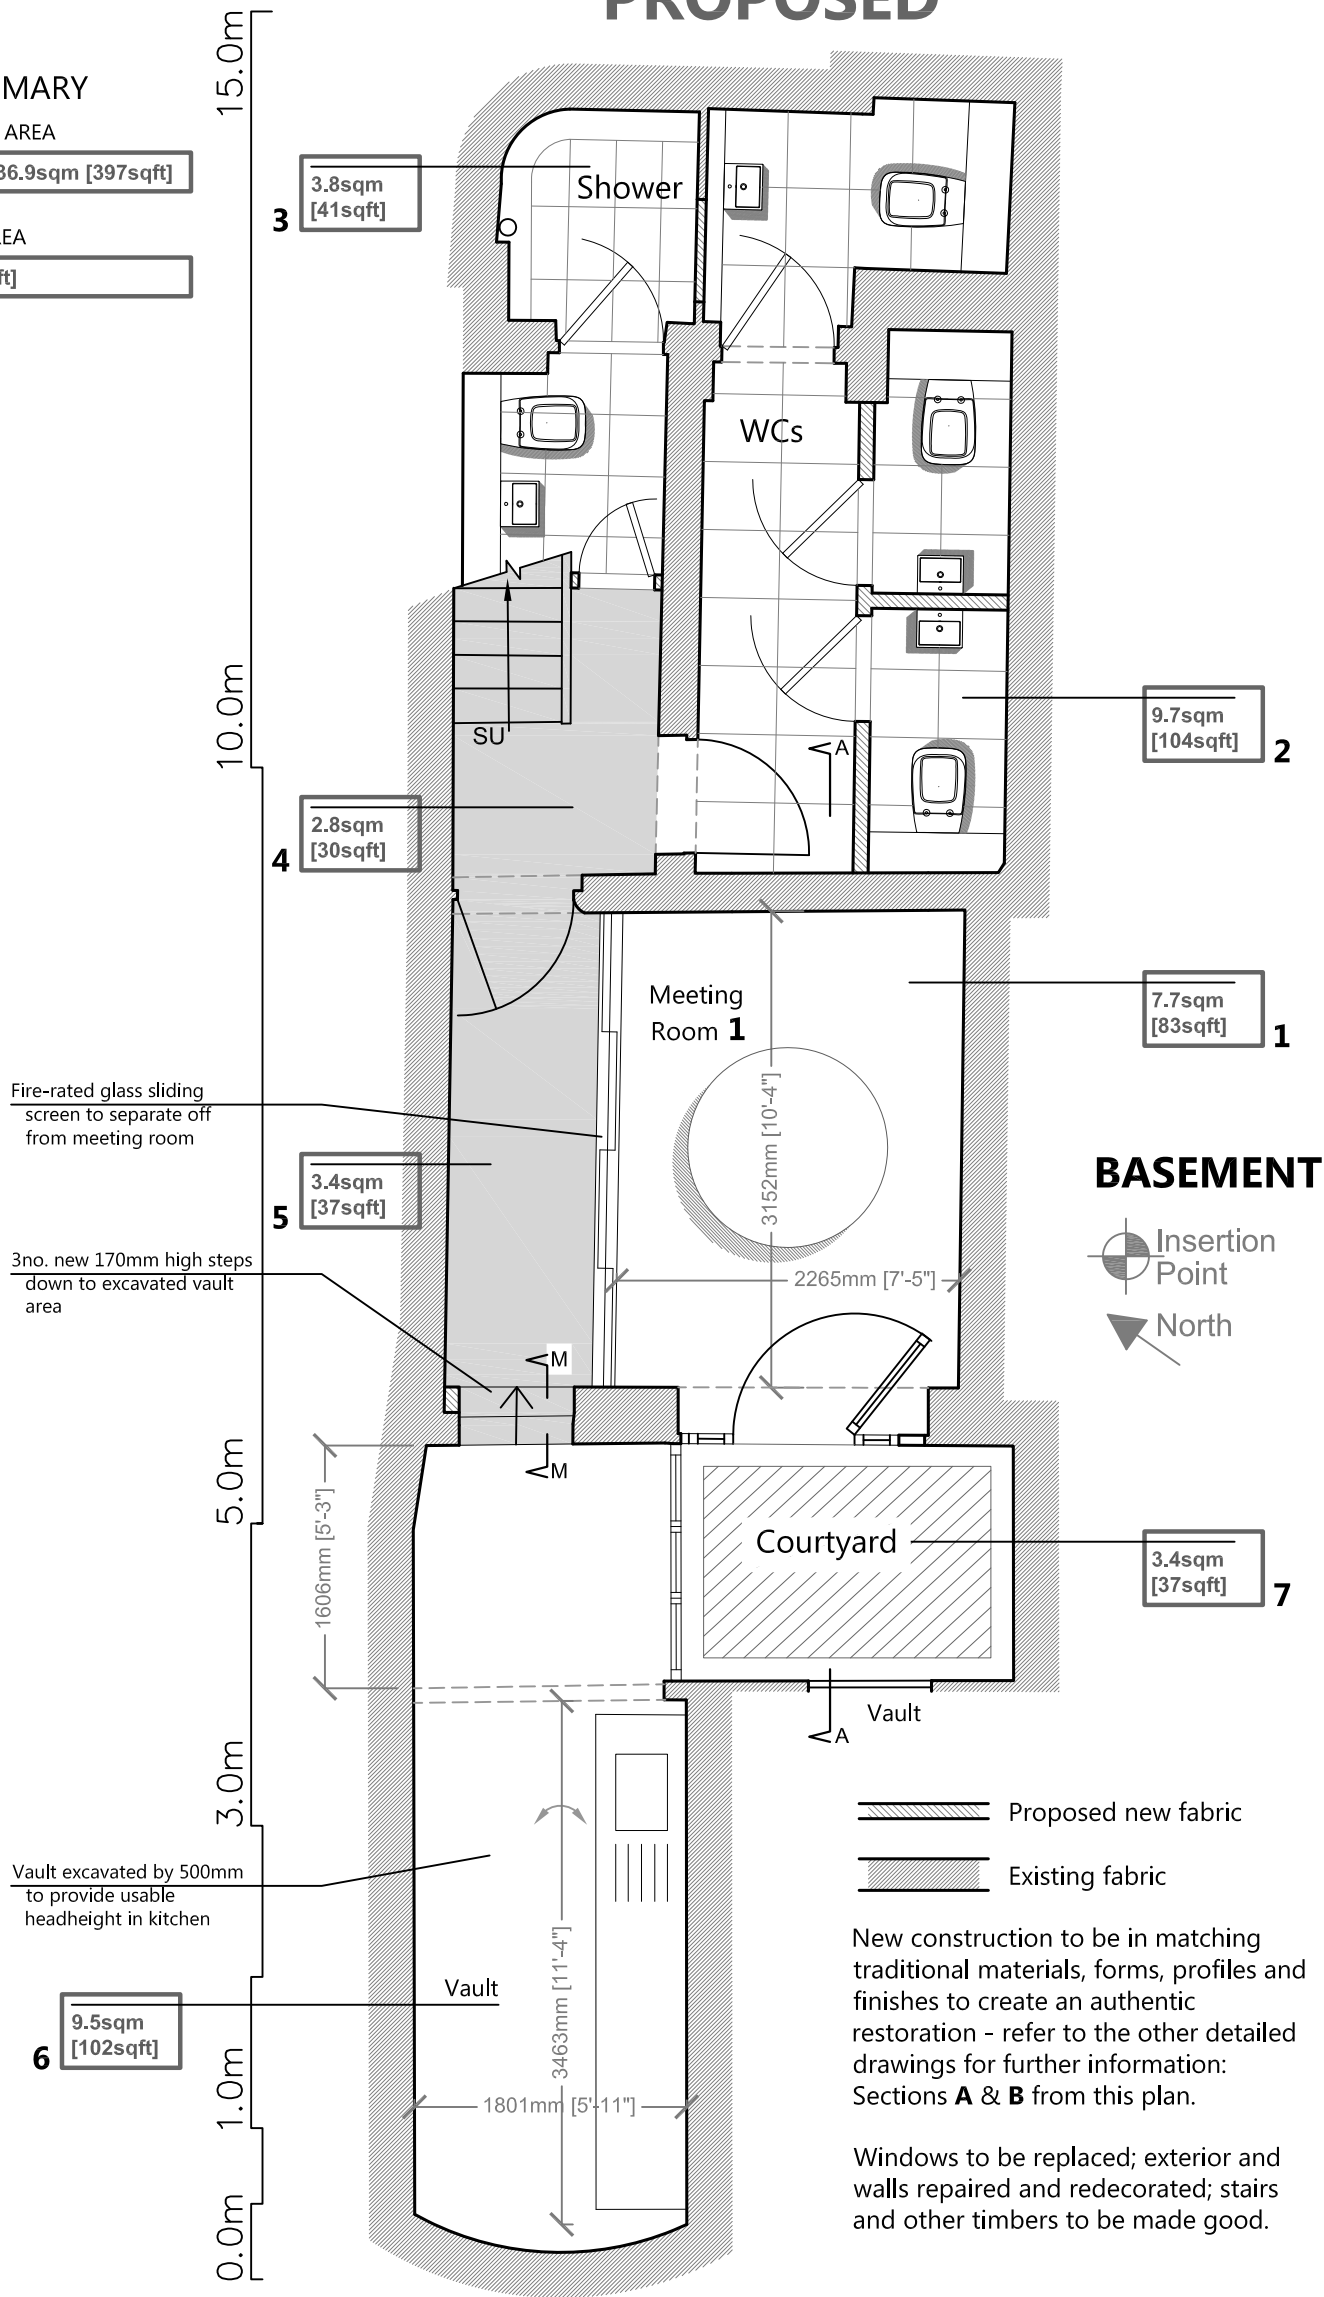 PROPOSED
15.0m
MARY
AREA
36.9sqm [397sqft]
EA
ft]
3.8sqm
[41sqft]
3
Shower
WCs
10.0m
SU
A
9.7sqm
[104sqft]
2
2.8sqm
[30sqft]
4
Meeting
Room 1
7.7sqm
[83sqft]
1
Fire-rated glass sliding
screen to separate off
from meeting room
3152mm [10'-4"]
BASEMENT
3.4sqm
[37sqft]
5
Insertion
Point
3no. new 170mm high steps
down to excavated vault
area
2265mm [7'-5"]
North
M
M
5.0m
1606mm [5'-3"]
Courtyard
3.4sqm
[37sqft]
7
Vault
A
3.0m
Proposed new fabric
Existing fabric
Vault excavated by 500mm
to provide usable
headheight in kitchen
3463mm [11'-4"]
Vault
9.5sqm
[102sqft]
6
1.0m
1801mm [5'-11"]
New construction to be in matching
traditional materials, forms, profiles and
finishes to create an authentic
restoration - refer to the other detailed
drawings for further information:
Sections A & B from this plan.
Windows to be replaced; exterior and
walls repaired and redecorated; stairs
and other timbers to be made good.
0.0m